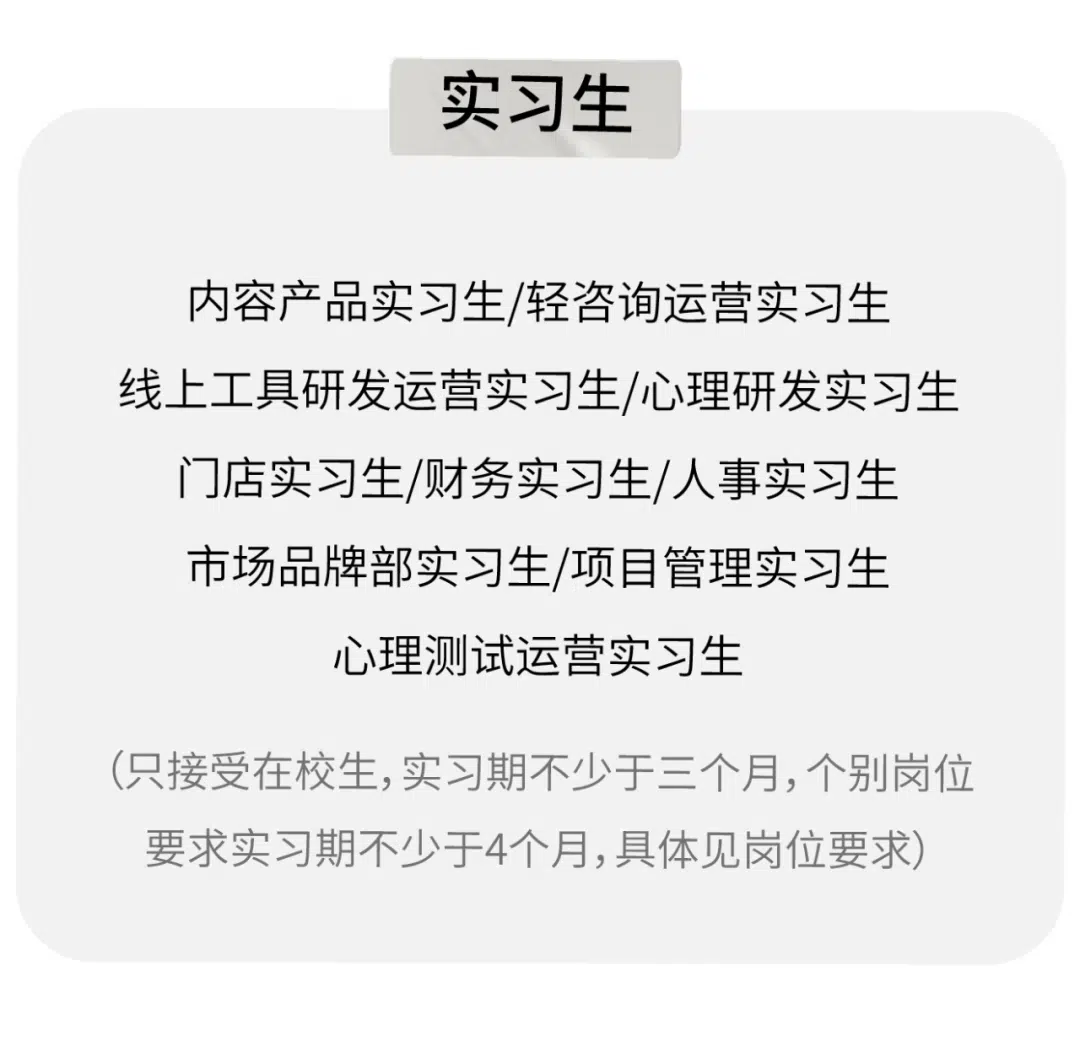 实习生
内容产品实习生/轻咨询运营实习生
线上工具研发运营实习生/心理研发实习生
门店实习生/财务实习生/人事实习生
市场品牌部实习生/项目管理实习生
心理测试运营实习生
（只接受在校生，实习期不少于三个月，个别岗位
要求实习期不少于4个月，具体见岗位要求）